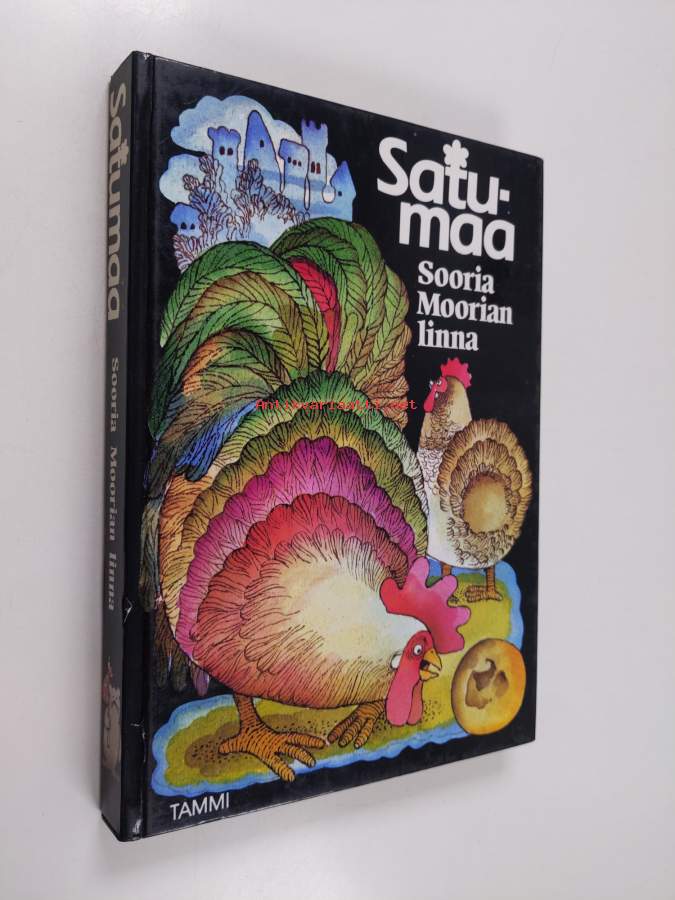 Satumaa
Sooria Moorian linna
Satu-
maa
Sooria
Moorian
linna
Antikvariaatti.net
TAMMI